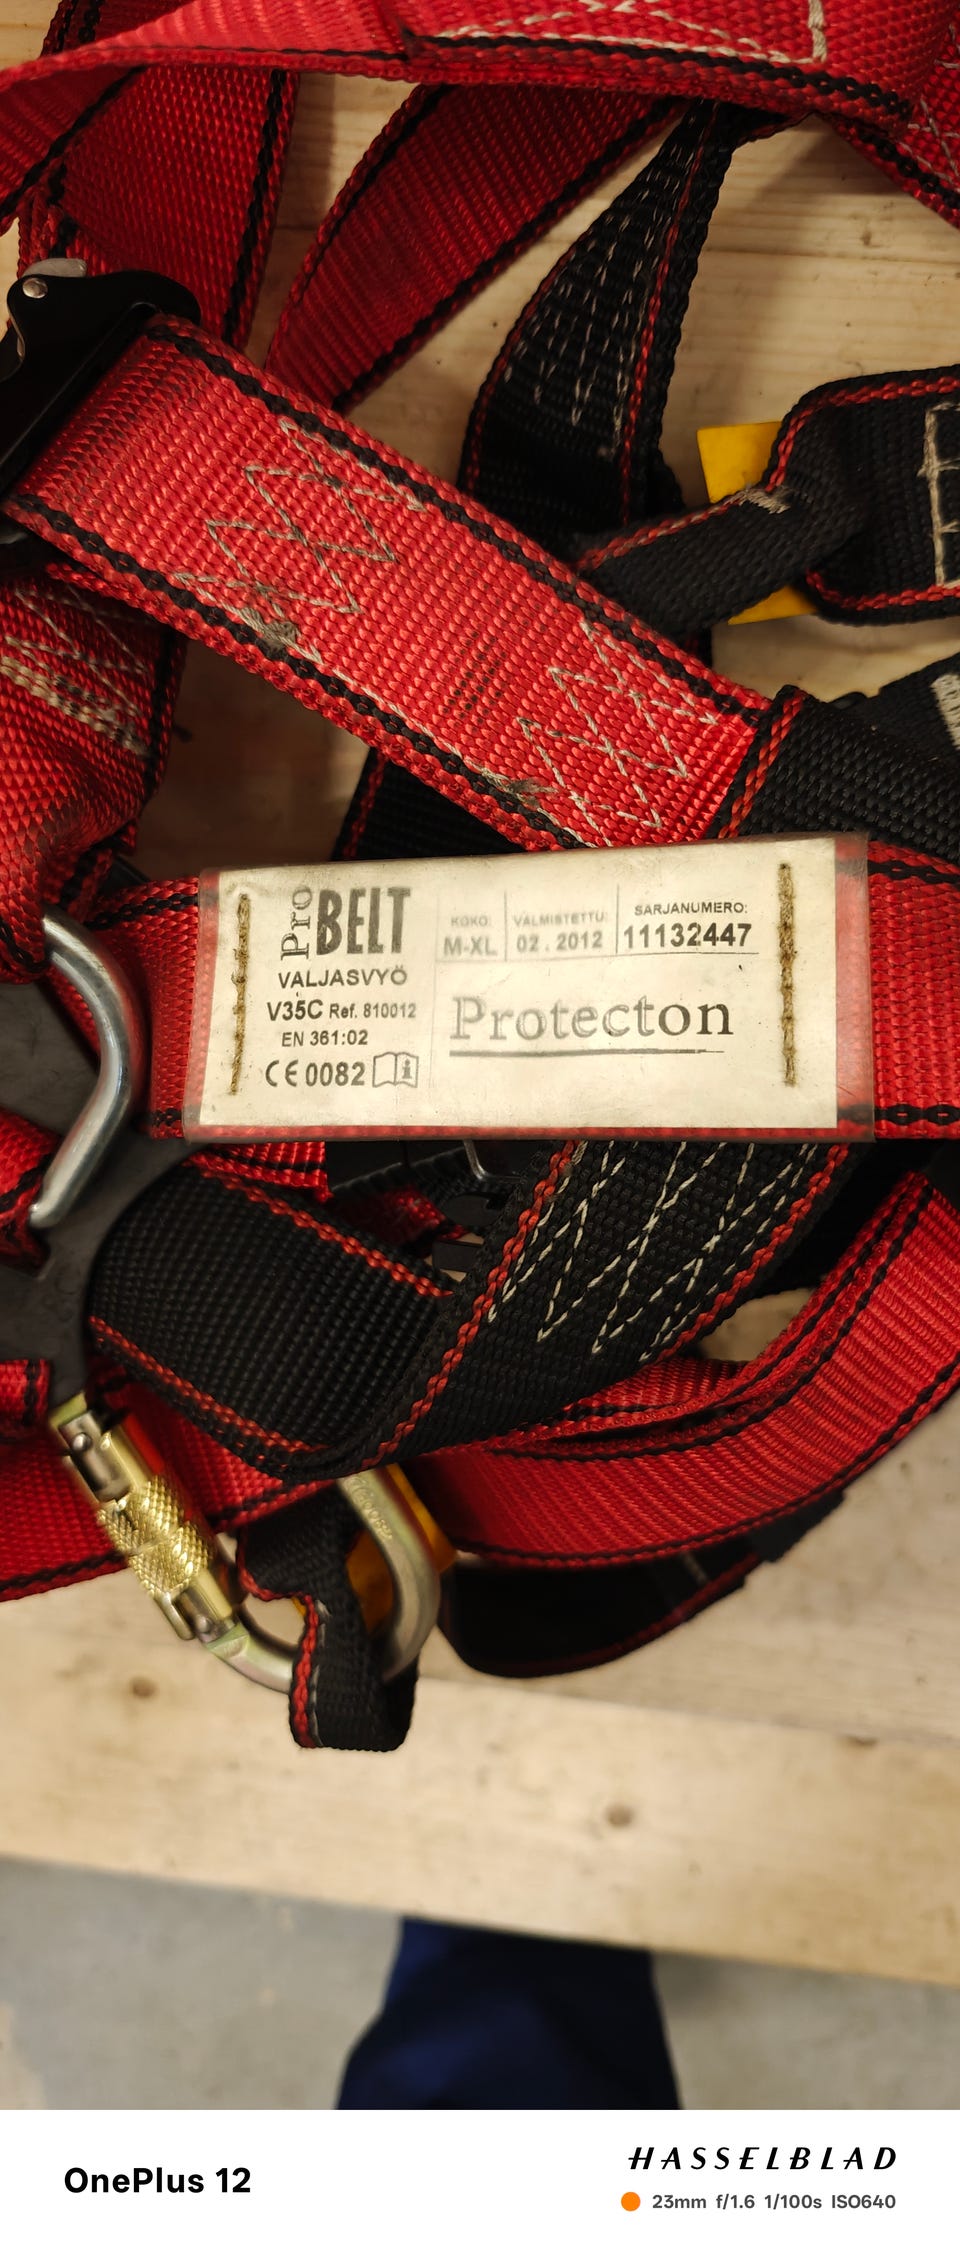 Pro BELT
VALJASVYÖ
V35C Ref. 810012
EN 361:02
CE 0082
KOKO:
M-XL
VALMISTETTU:
02.2012
SARJANUMERO:
11132447
Protecton
OnePlus 12
HASSELBLAD
23mm f/1.6 1/100s ISO640